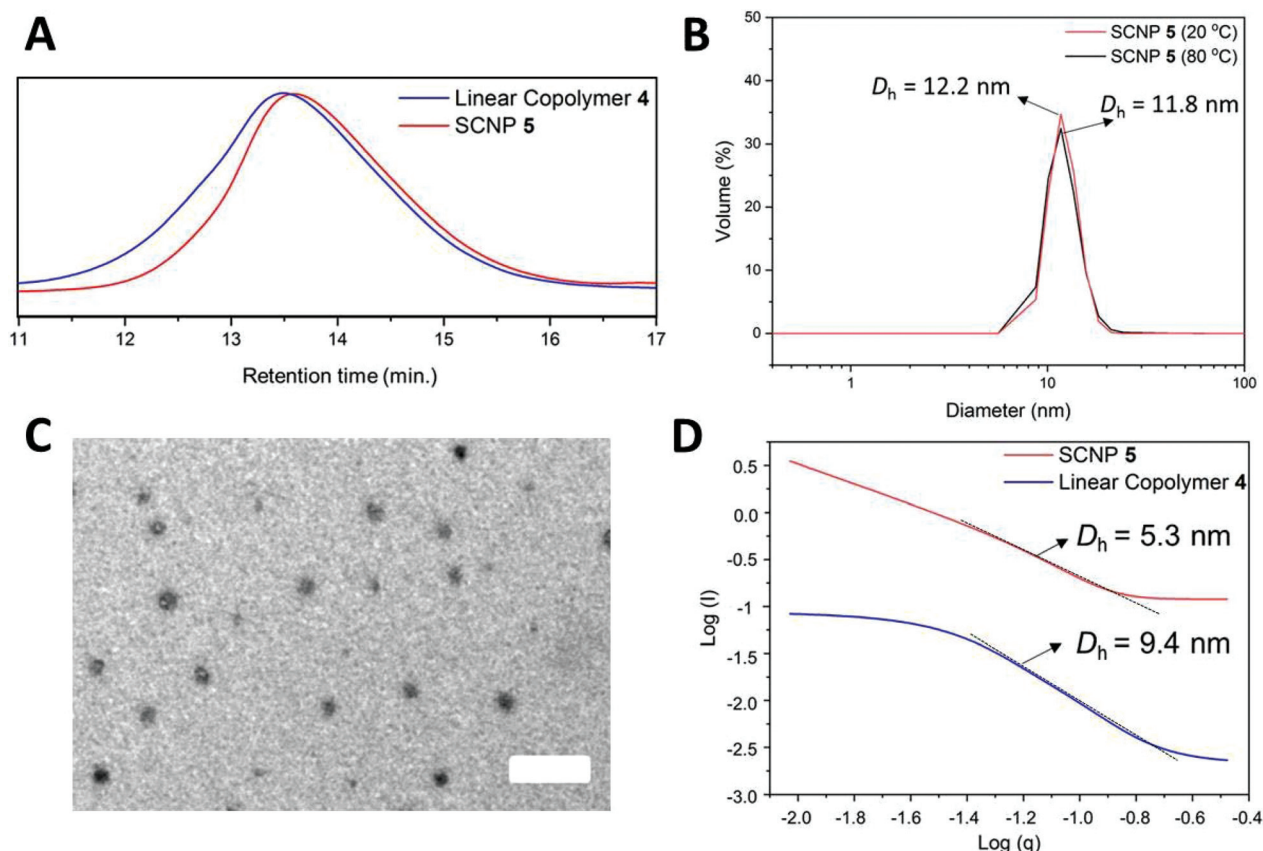 A
Linear Copolymer 4
SCNP 5
11 12 13 14 15 16 17
Retention time (min.)
B
50
40
30
20
10
0
Volume (%)
SCNP 5 (20 °C)
SCNP 5 (80 °C)
Dh = 12.2 nm
Dh = 11.8 nm
1 10 100
Diameter (nm)
C
D
0.5
0.0
-0.5
-1
-1.5
-2.0
-2.5
-3.0
Log (I)
SCNP 5
Linear Copolymer 4
Dh = 5.3 nm
Dh = 9.4 nm
-2.0 -1.8 -1.6 -1.4 -1.2 -1.0 -0.8 -0.6 -0.4
Log (q)